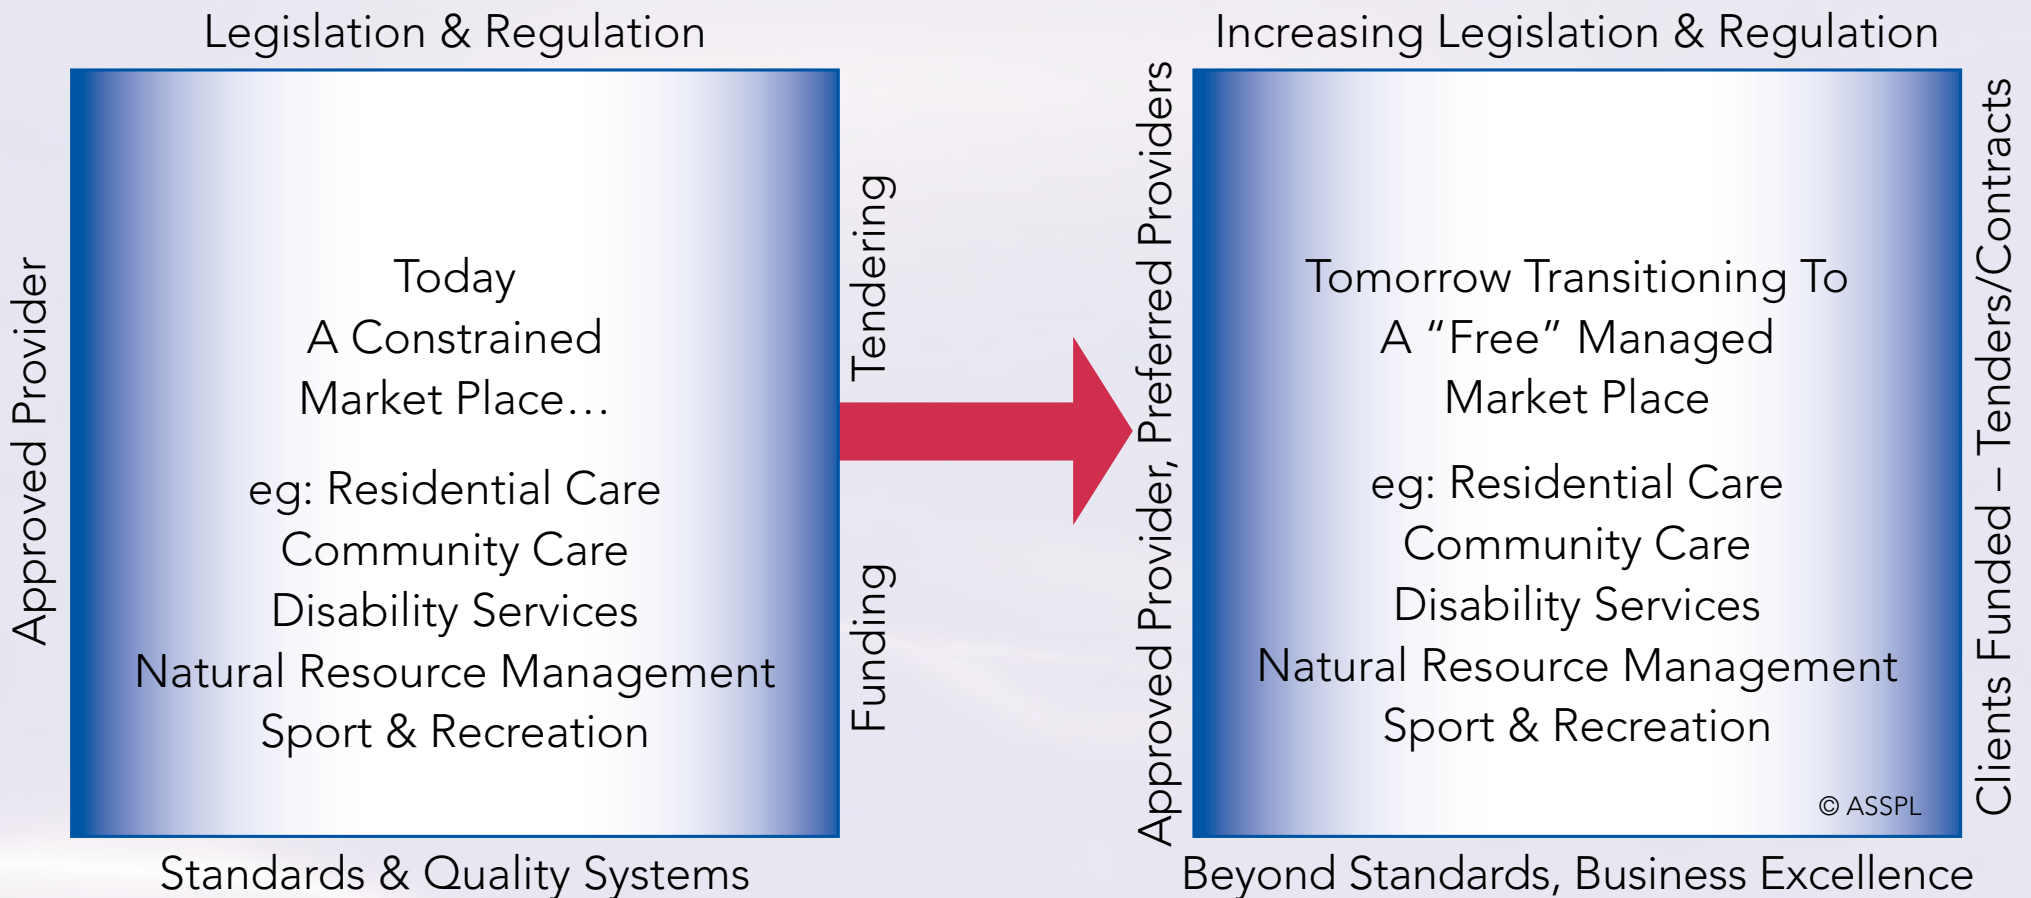 Legislation & Regulation
Approved Provider
Today
A Constrained
Market Place…
eg: Residential Care
Community Care
Disability Services
Natural Resource Management
Sport & Recreation
Funding
Tendering
Standards & Quality Systems
Increasing Legislation & Regulation
Approved Provider, Preferred Providers
Tomorrow Transitioning To
A “Free” Managed
Market Place
eg: Residential Care
Community Care
Disability Services
Natural Resource Management
Sport & Recreation
© ASSPL
Clients Funded – Tenders/Contracts
Beyond Standards, Business Excellence